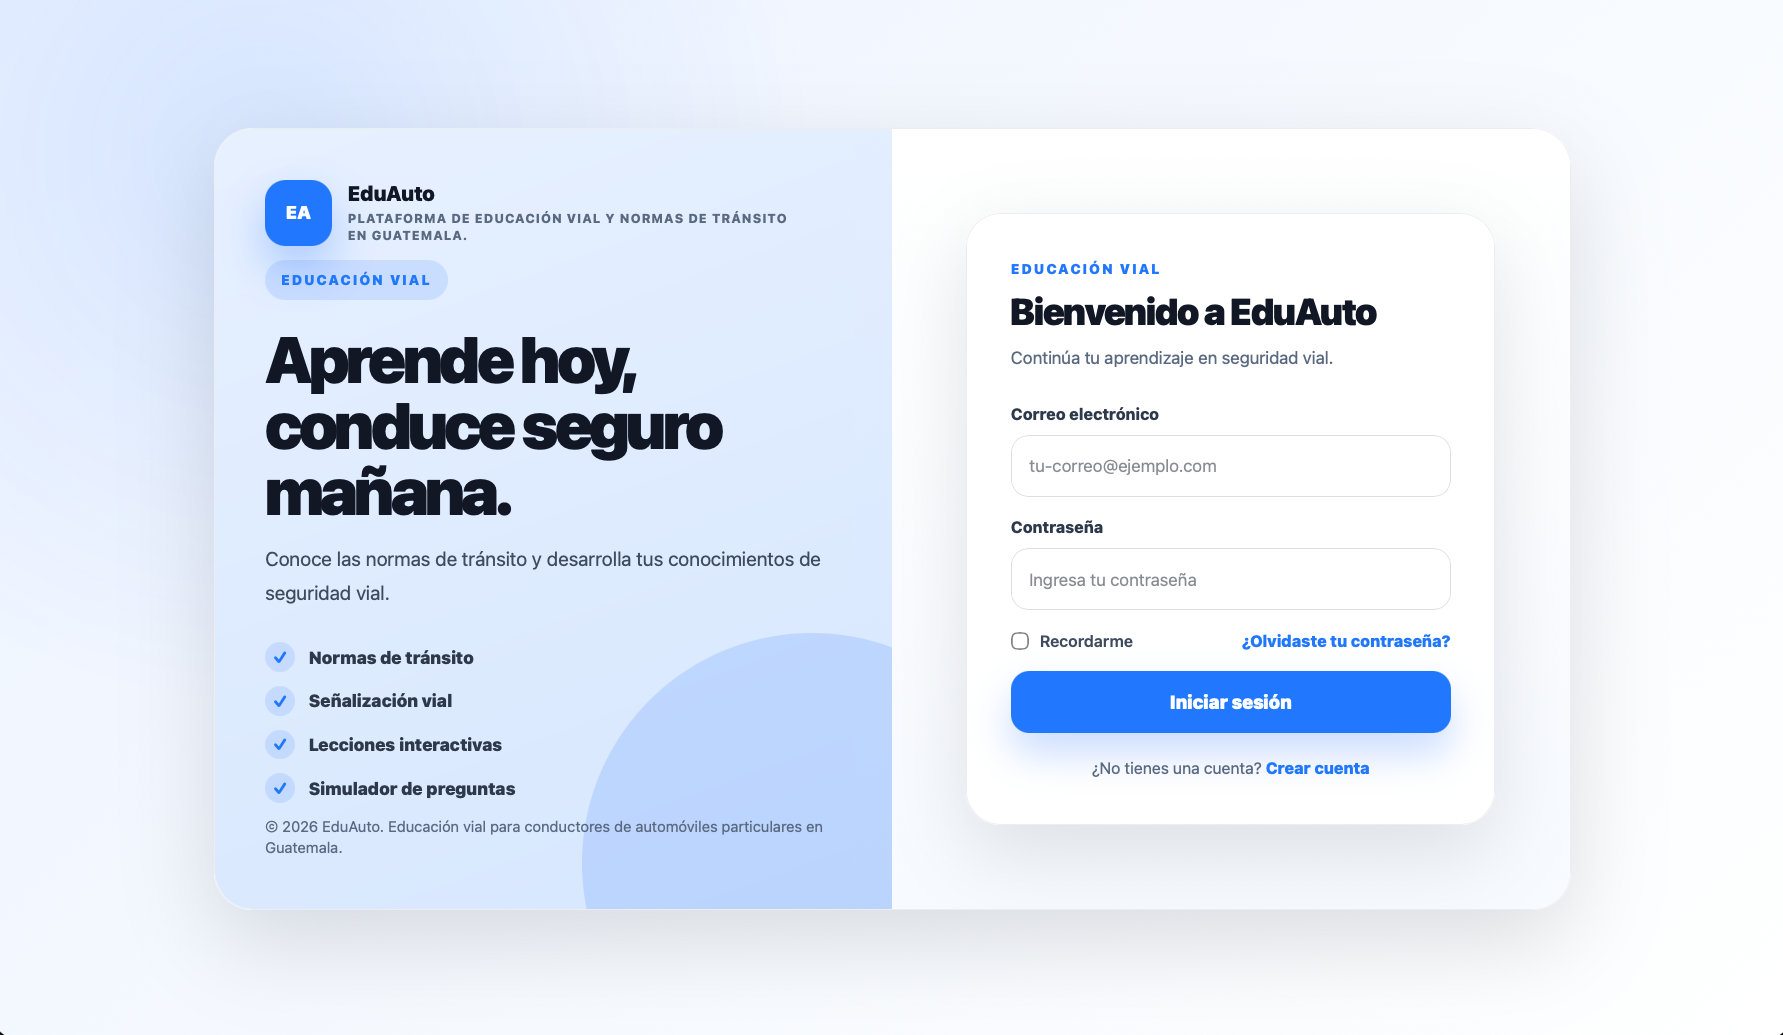 EA
EduAuto
PLATAFORMA DE EDUCACIÓN VIAL Y NORMAS DE TRÁNSITO
EN GUATEMALA.
EDUCACIÓN VIAL
Aprende hoy,
conduce seguro
mañana.
Conoce las normas de tránsito y desarrolla tus conocimientos de
seguridad vial.
Normas de tránsito
Señalización vial
Lecciones interactivas
Simulador de preguntas
© 2026 EduAuto. Educación vial para conductores de automóviles particulares en
Guatemala.
EDUCACIÓN VIAL
Bienvenido a EduAuto
Continúa tu aprendizaje en seguridad vial.
Correo electrónico
tu-correo@ejemplo.com
Contraseña
Ingresa tu contraseña
Recordarme
¿Olvidaste tu contraseña?
Iniciar sesión
¿No tienes una cuenta? Crear cuenta